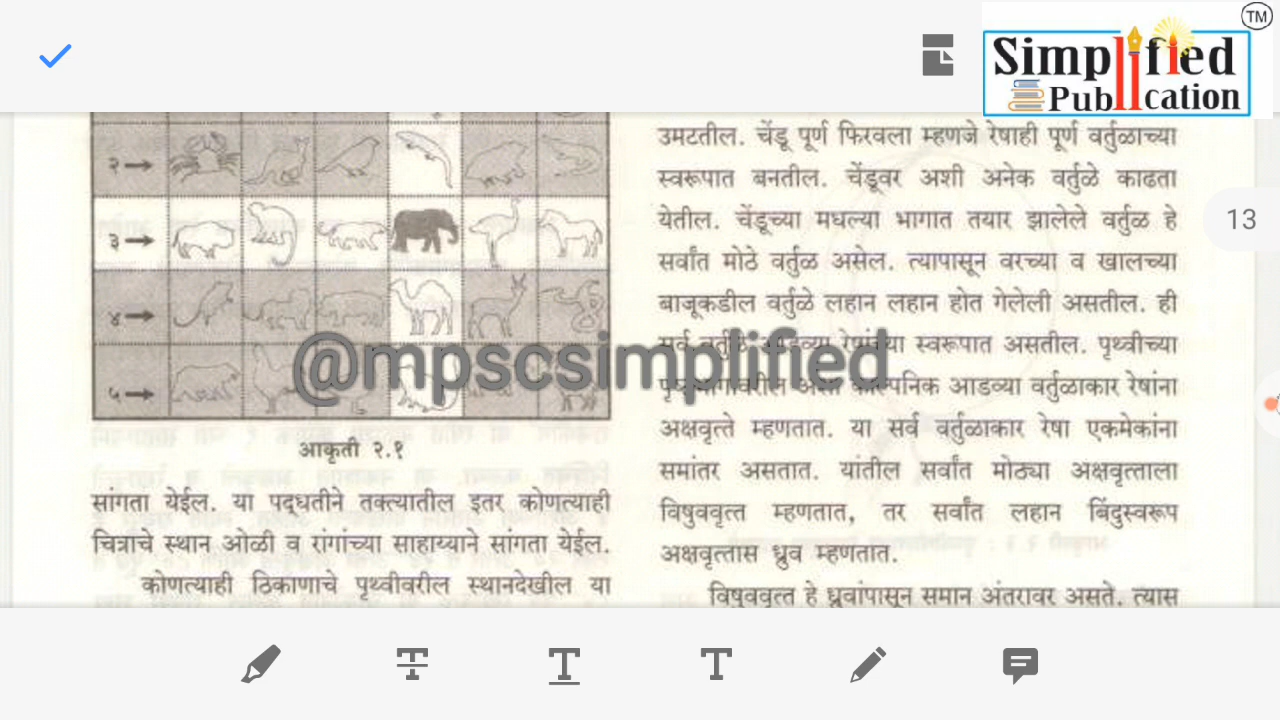 TM
Simplified
Publication
13
२→
३→
४→
५→
आकृती २.१
सांगता येईल. या पद्धतीने तक्त्यातील इतर कोणत्याही
चित्राचे स्थान ओळी व रांगांच्या साहाय्याने सांगता येईल.
कोणत्याही ठिकाणाचे पृथ्वीवरील स्थानदेखील या
उमटतील. चेंडू पूर्ण फिरवला म्हणजे रेषाही पूर्ण वर्तुळाच्या
स्वरूपात बनतील. चेंडूवर अशी अनेक वर्तुळे काढता
येतील. चेंडूच्या मधल्या भागात तयार झालेले वर्तुळ हे
सर्वांत मोठे वर्तुळ असेल. त्यापासून वरच्या व खालच्या
बाजूकडील वर्तुळे लहान लहान होत गेलेली असतील. ही
सर्व वर्तुळे आडव्या रेषांच्या स्वरूपात असतील. पृथ्वीच्या
@mpscsimplified
आडव्या वर्तुळाकार रेषांना
अक्षवृत्ते म्हणतात. या सर्व वर्तुळाकार रेषा एकमेकांना
समांतर असतात. यांतील सर्वांत मोठ्या अक्षवृत्ताला
विषुववृत्त म्हणतात, तर सर्वांत लहान बिंदुस्वरूप
अक्षवृत्तास ध्रुव म्हणतात.
विषुववृत्त हे ध्रुवांपासून समान अंतरावर असते. त्यास